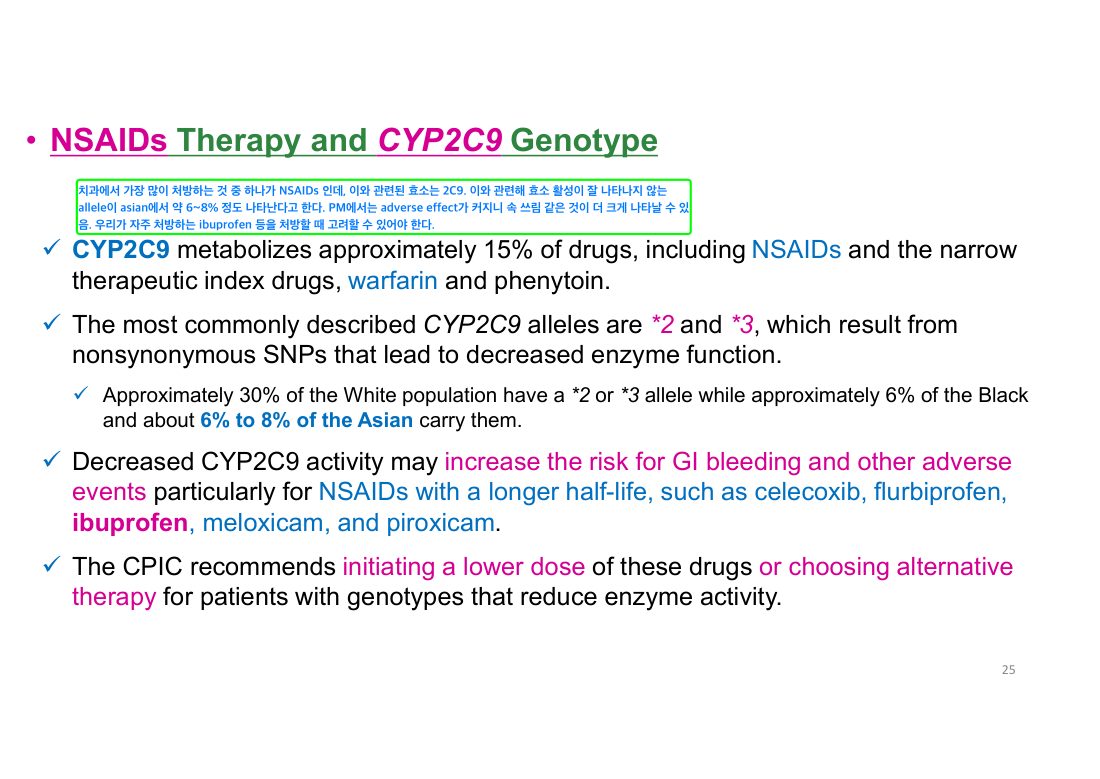 • NSAIDs Therapy and CYP2C9 Genotype
치과에서 가장 많이 처방하는 것 중 하나가 NSAIDs 인데, 이와 관련된 효소는 2C9. 이와 관련해 효소 활성이 잘 나타나지 않는
allele이 asian에서 약 6~8% 정도 나타난다고 한다. PM에서는 adverse effect가 커지니 속 쓰림 같은 것이 더 크게 나타날 수 있
음. 우리가 자주 처방하는 ibuprofen 등을 처방할 때 고려할 수 있어야 한다.
✓ CYP2C9 metabolizes approximately 15% of drugs, including NSAIDs and the narrow
therapeutic index drugs, warfarin and phenytoin.
✓ The most commonly described CYP2C9 alleles are *2 and *3, which result from
nonsynonymous SNPs that lead to decreased enzyme function.
✓ Approximately 30% of the White population have a *2 or *3 allele while approximately 6% of the Black
and about 6% to 8% of the Asian carry them.
✓ Decreased CYP2C9 activity may increase the risk for GI bleeding and other adverse
events particularly for NSAIDs with a longer half-life, such as celecoxib, flurbiprofen,
ibuprofen, meloxicam, and piroxicam.
✓ The CPIC recommends initiating a lower dose of these drugs or choosing alternative
therapy for patients with genotypes that reduce enzyme activity.
25